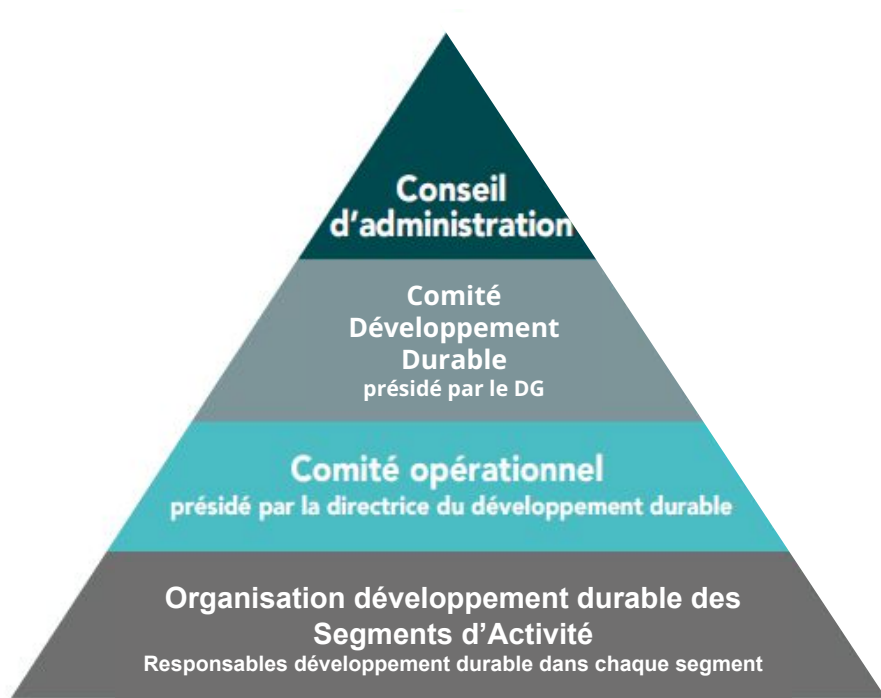 Conseil
d'administration
Comité
Développement
Durable
présidé par le DG
Comité opérationnel
présidé par la directrice du développement durable
Organisation développement durable des
Segments d’Activité
Responsables développement durable dans chaque segment